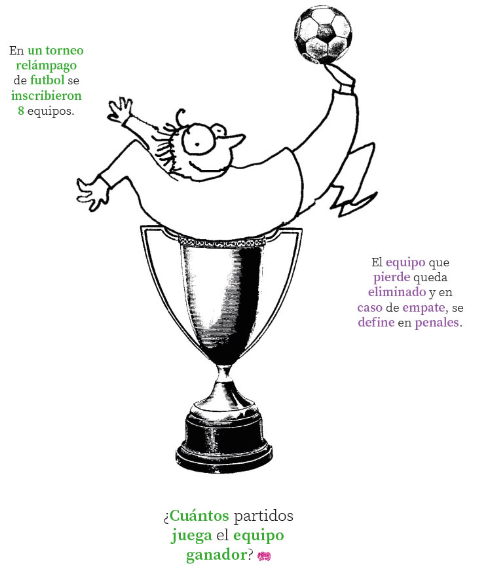 En un torneo
relámpago
de futbol se
inscribieron
8 equipos.
El equipo que
pierde queda
eliminado y en
caso de empate, se
define en penales.
¿Cuántos partidos
juega el equipo
ganador?